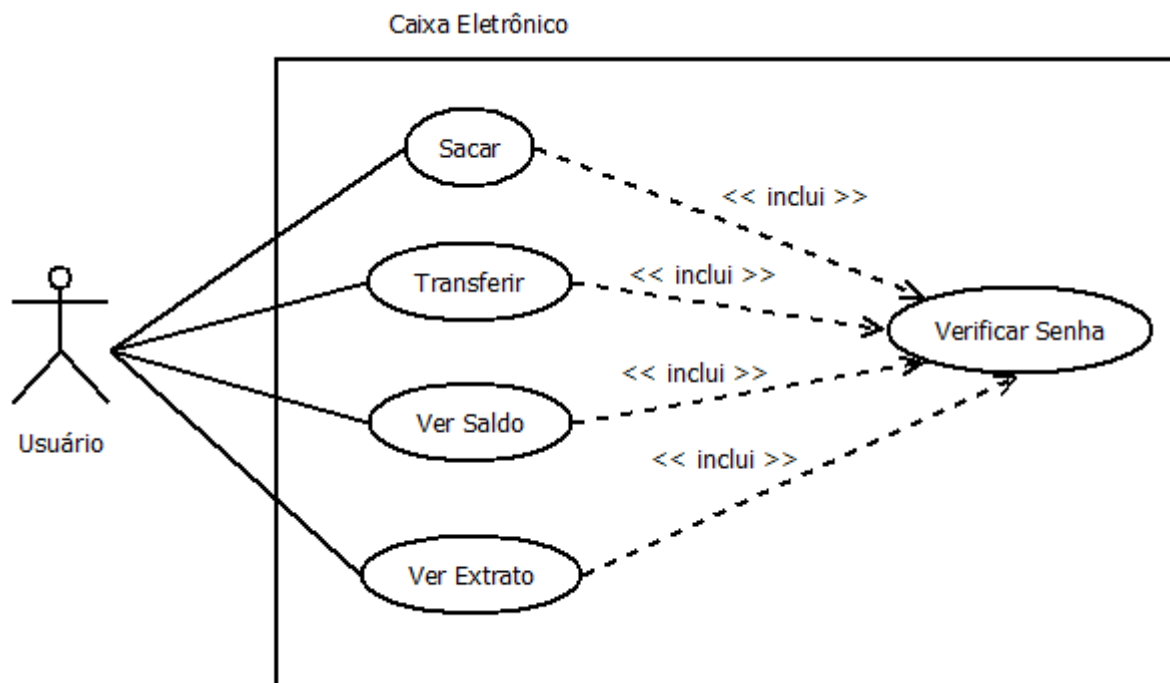 Caixa Eletrônico
Sacar
<< inclui >>
Transferir
<< inclui >>
Verificar Senha
Ver Saldo
<< inclui >>
Usuário
<< inclui >>
Ver Extrato